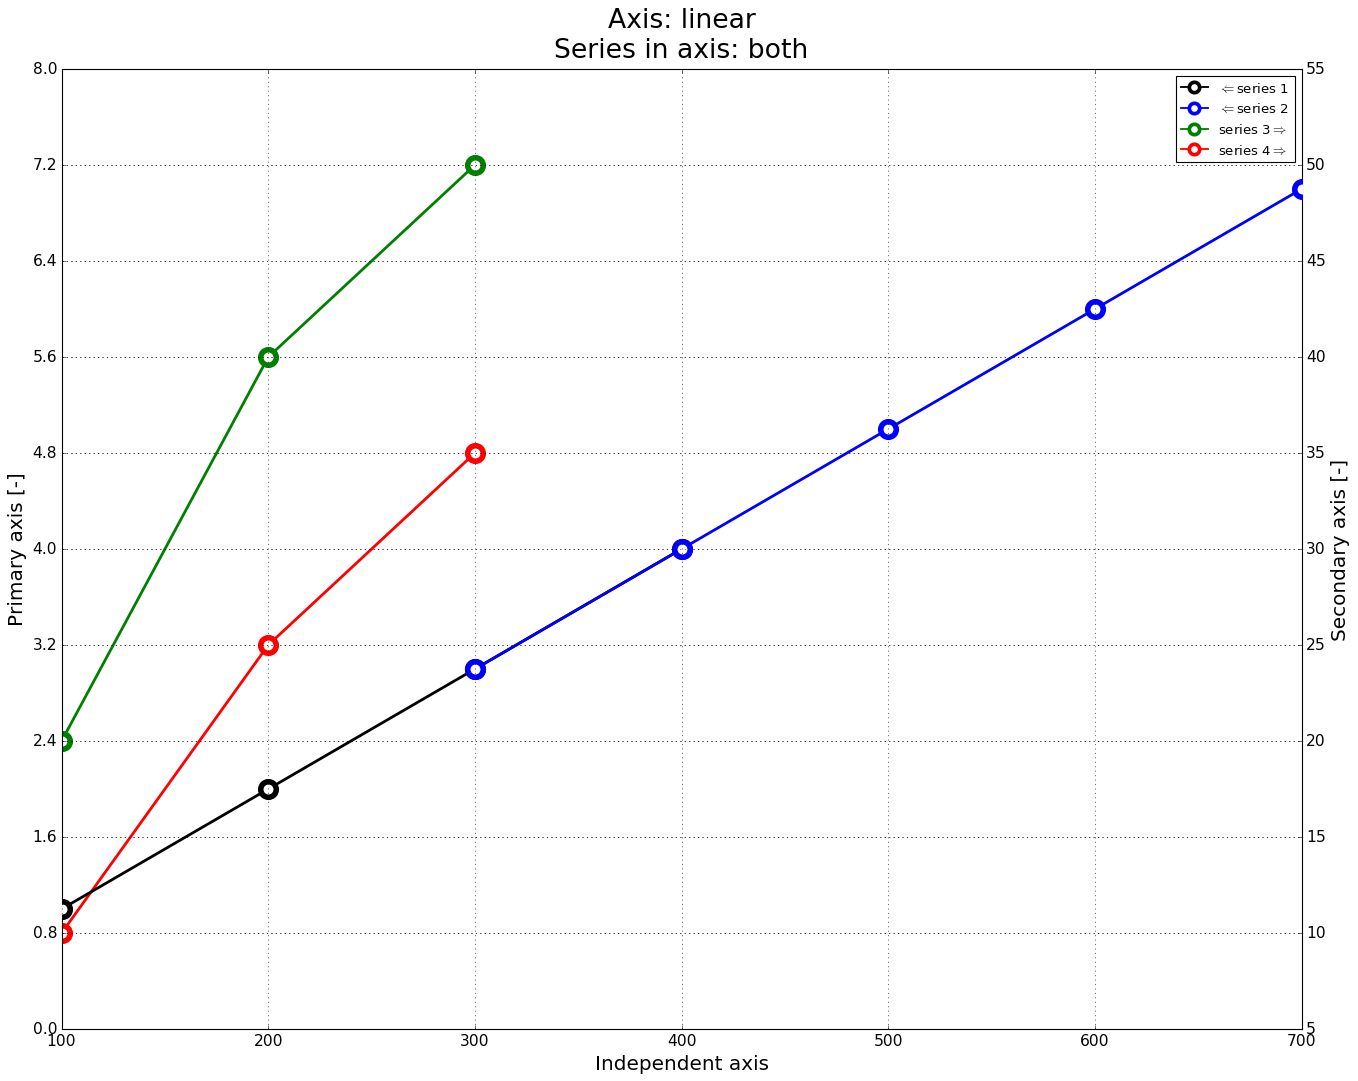 Axis: linear
Series in axis: both
⇐series 1
⇐series 2
series 3⇒
series 4⇒
8.0
7.2
6.4
5.6
4.8
4.0
3.2
2.4
1.6
0.8
0.0
Primary axis [-]
55
50
45
40
35
30
25
20
15
10
5
Secondary axis [-]
100 200 300 400 500 600 700
Independent axis